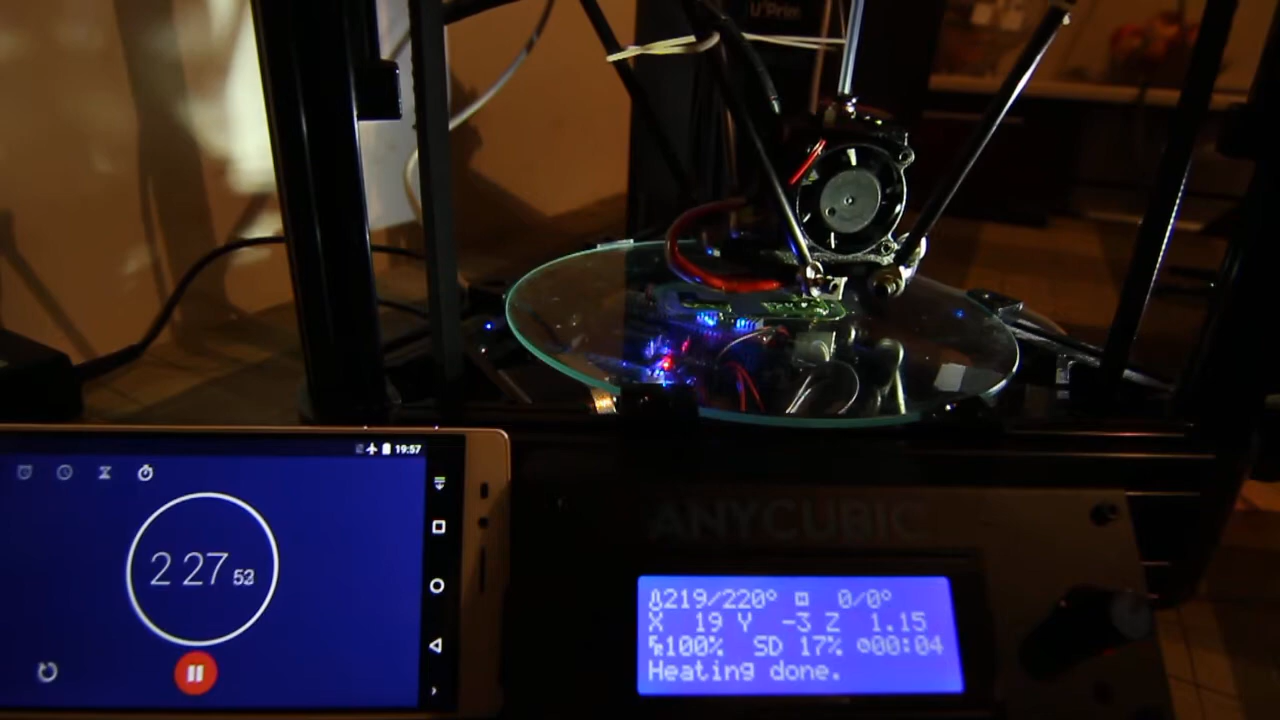 19:57
2 27 53
ANYCUBIC
219/220° 0/0°
X 19 Y -3 Z 1.15
100% SD 17% 00:04
Heating done.